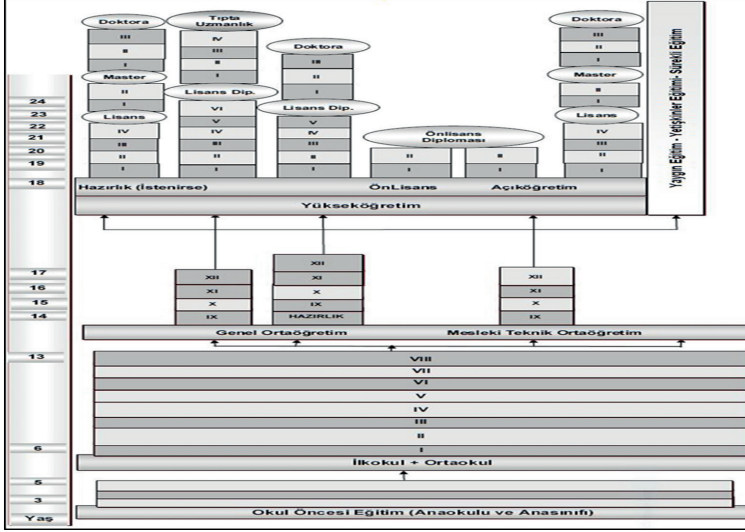 Doktora
Tıpta
Uzmanlık
Doktora
Doktora
III
II
I
IV
III
II
I
III
II
I
III
II
I
Master
Master
II
I
II
I
Lisans
Lisans Dip.
Lisans Dip.
Önlisans
Diploması
Lisans
IV
III
II
I
VI
V
IV
III
II
I
V
IV
III
II
I
II
I
II
I
IV
III
II
I
Yaygın Eğitim - Yetişkinler Eğitimi- Sürekli Eğitim
24
23
22
21
20
19
18
Hazırlık (İstenirse)
ÖnLisans
Açıköğretim
Yükseköğretim
17
16
15
14
XII
XI
X
IX
XII
XI
X
IX
HAZIRLIK
XII
XI
X
IX
Genel Ortaöğretim
Mesleki Teknik Ortaöğretim
13
VIII
VII
VI
V
IV
III
II
6
I
İlkokul + Ortaokul
5
3
Yaş
Okul Öncesi Eğitim (Anaokulu ve Anasınıfı)